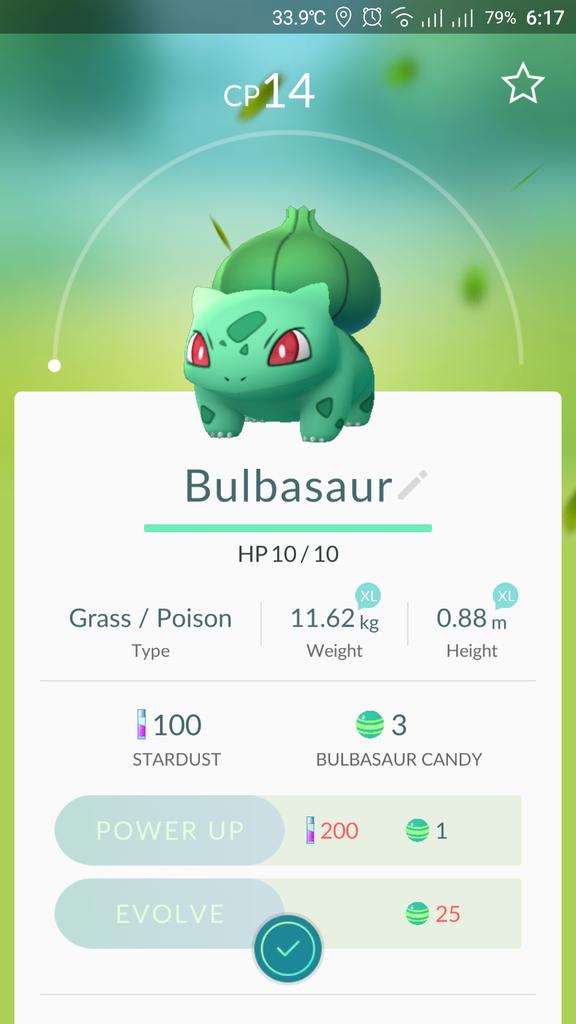 33.9℃ 79% 6:17
CP14
Bulbasaur
HP 10 / 10
Grass / Poison
Type
XL
11.62 kg
Weight
XL
0.88 m
Height
100
STARDUST
3
BULBASAUR CANDY
POWER UP 200 1
EVOLVE 25